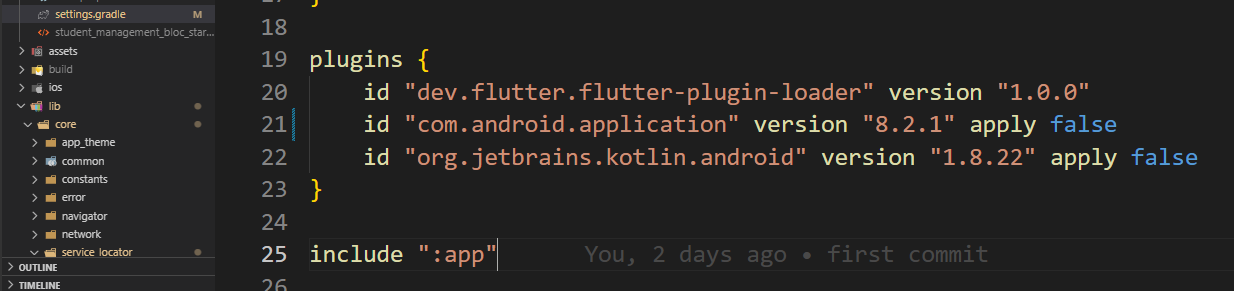 settings.gradle M
student_management_bloc_star...
assets
build
ios
lib
core
app_theme
common
constants
error
navigator
network
service_locator
OUTLINE
TIMELINE
18
19 plugins {
20 id "dev.flutter.flutter-plugin-loader" version "1.0.0"
21 id "com.android.application" version "8.2.1" apply false
22 id "org.jetbrains.kotlin.android" version "1.8.22" apply false
23 }
24
25 include ":app" You, 2 days ago • first commit
26